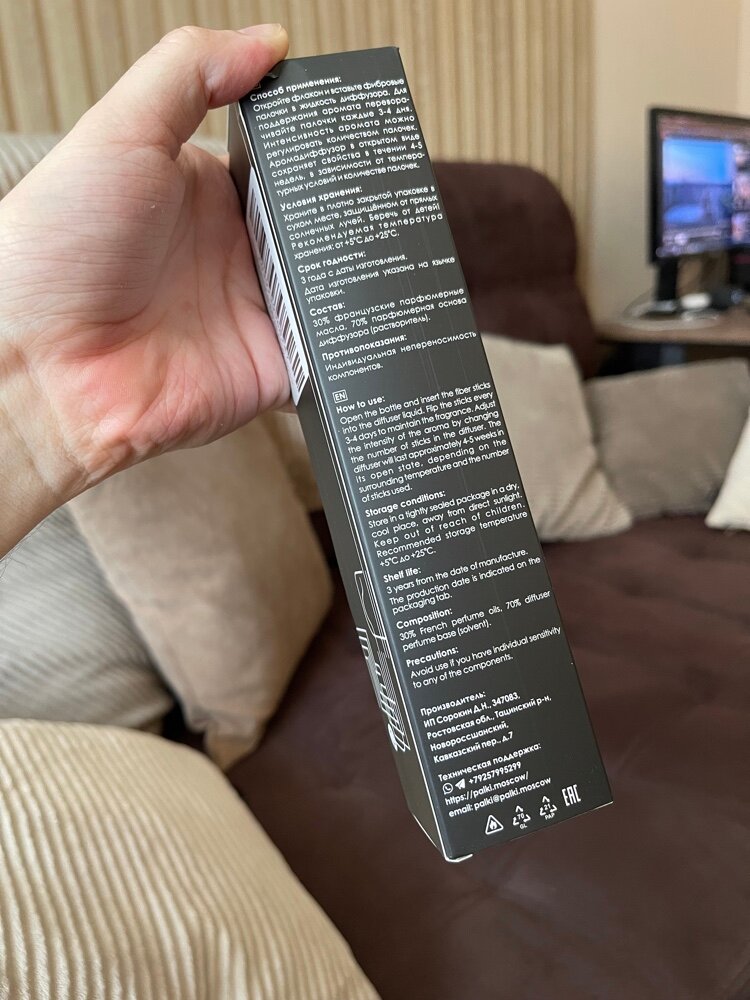 Способ применения:
Откройте флакон и вставьте фибровые
палочки в жидкость диффузора. Для
поддержания аромата перевора-
чивайте палочки каждые 3-4 дня.
Интенсивность аромата можно
регулировать количеством палочек.
Аромадиффузор в открытом виде
сохраняет свойства в течении 4-5
недель, в зависимости от темпера-
турных условий и количестве палочек.
Условия хранения:
Храните в плотно закрытой упаковке в
сухом месте, защищённом от прямых
солнечных лучей. Беречь от детей!
Рекомендуемая температура
хранения: от +5°C до +25°C.
Срок годности:
3 года с даты изготовления.
Дата изготовления указана на язычке
упаковки.
Состав:
30% французские парфюмерные
масла, 70% парфюмерная основа
диффузора (растворитель).
Противопоказания:
Индивидуальная непереносимость
компонентов.
EN
How to use:
Open the bottle and insert the fiber sticks
into the diffuser liquid. Flip the sticks every
3-4 days to maintain the fragrance. Adjust
the intensity of the aroma by changing
the number of sticks in the diffuser. The
diffuser will last approximately 4-5 weeks in
its open state, depending on the
surrounding temperature and the number
of sticks used.
Storage conditions:
Store in a tightly sealed package in a dry,
cool place, away from direct sunlight.
Keep out of reach of children.
Recommended storage temperature
+5°C до +25°C.
Shelf life:
3 years from the date of manufacture.
The production date is indicated on the
packaging tab.
Composition:
30% French perfume oils, 70% diffuser
perfume base (solvent).
Precautions:
Avoid use if you have individual sensitivity
to any of the components.
Производитель:
ИП Сорокин Д.Н., 347083,
Ростовская обл., Тацинский р-н,
Новороссшанский,
Кавказский пер., д.7
Техническая поддержка:
+79257995299
https://palki.moscow/
email: palki@palki.moscow
70
GL
21
PAP
EAC